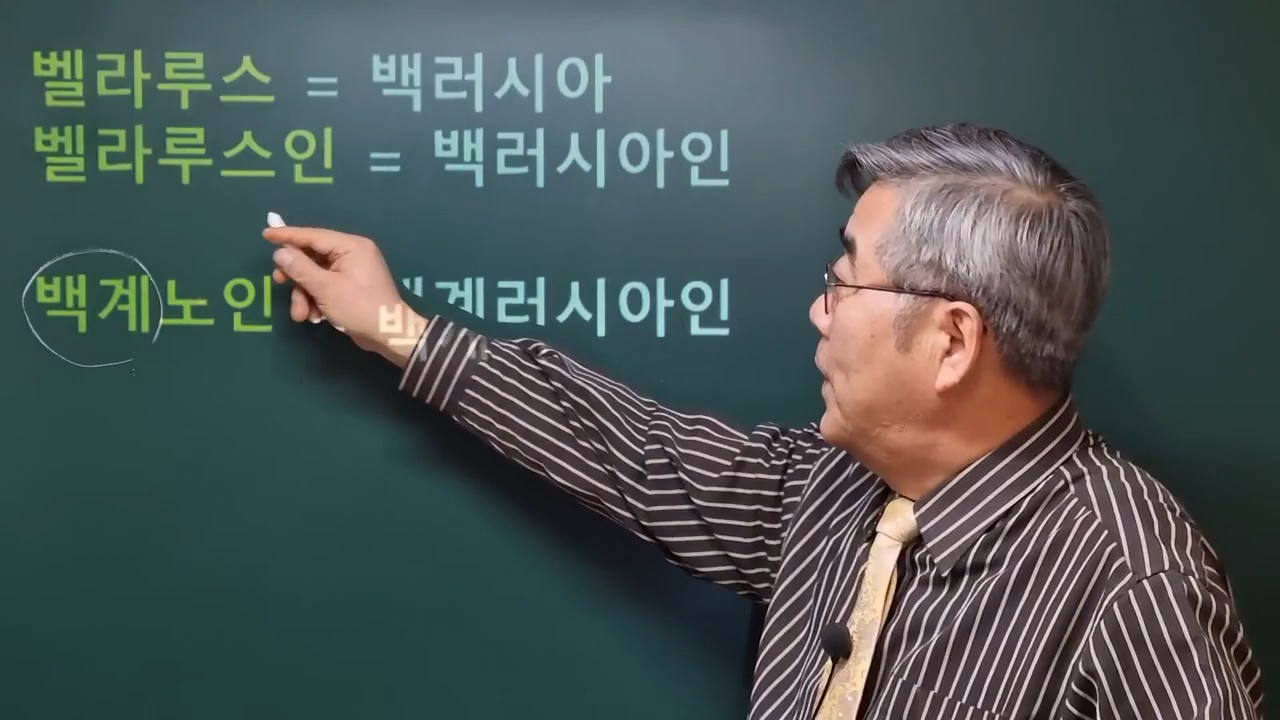 벨라루스 = 백러시아
벨라루스인 = 백러시아인
백계노인 백계러시아인